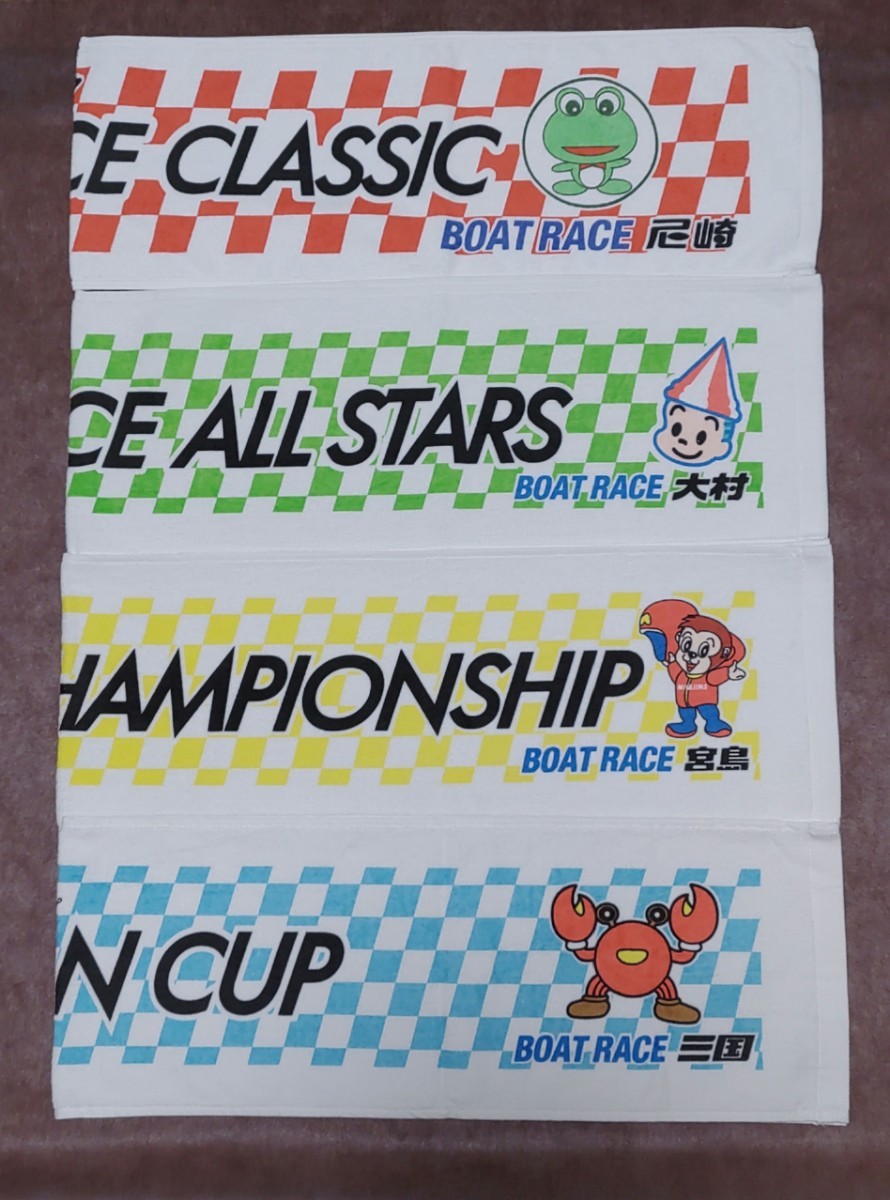 CE CLASSIC
BOAT RACE 尼崎
CE ALL STARS
BOAT RACE 大村
HAMPIONSHIP
MIYAJIMA
BOAT RACE 宮島
N CUP
BOAT RACE 三国